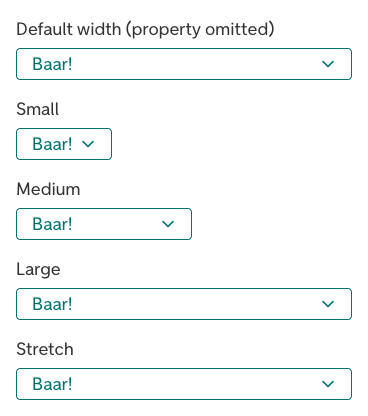 Default width (property omitted)
Baar!
Small
Baar!
Medium
Baar!
Large
Baar!
Stretch
Baar!